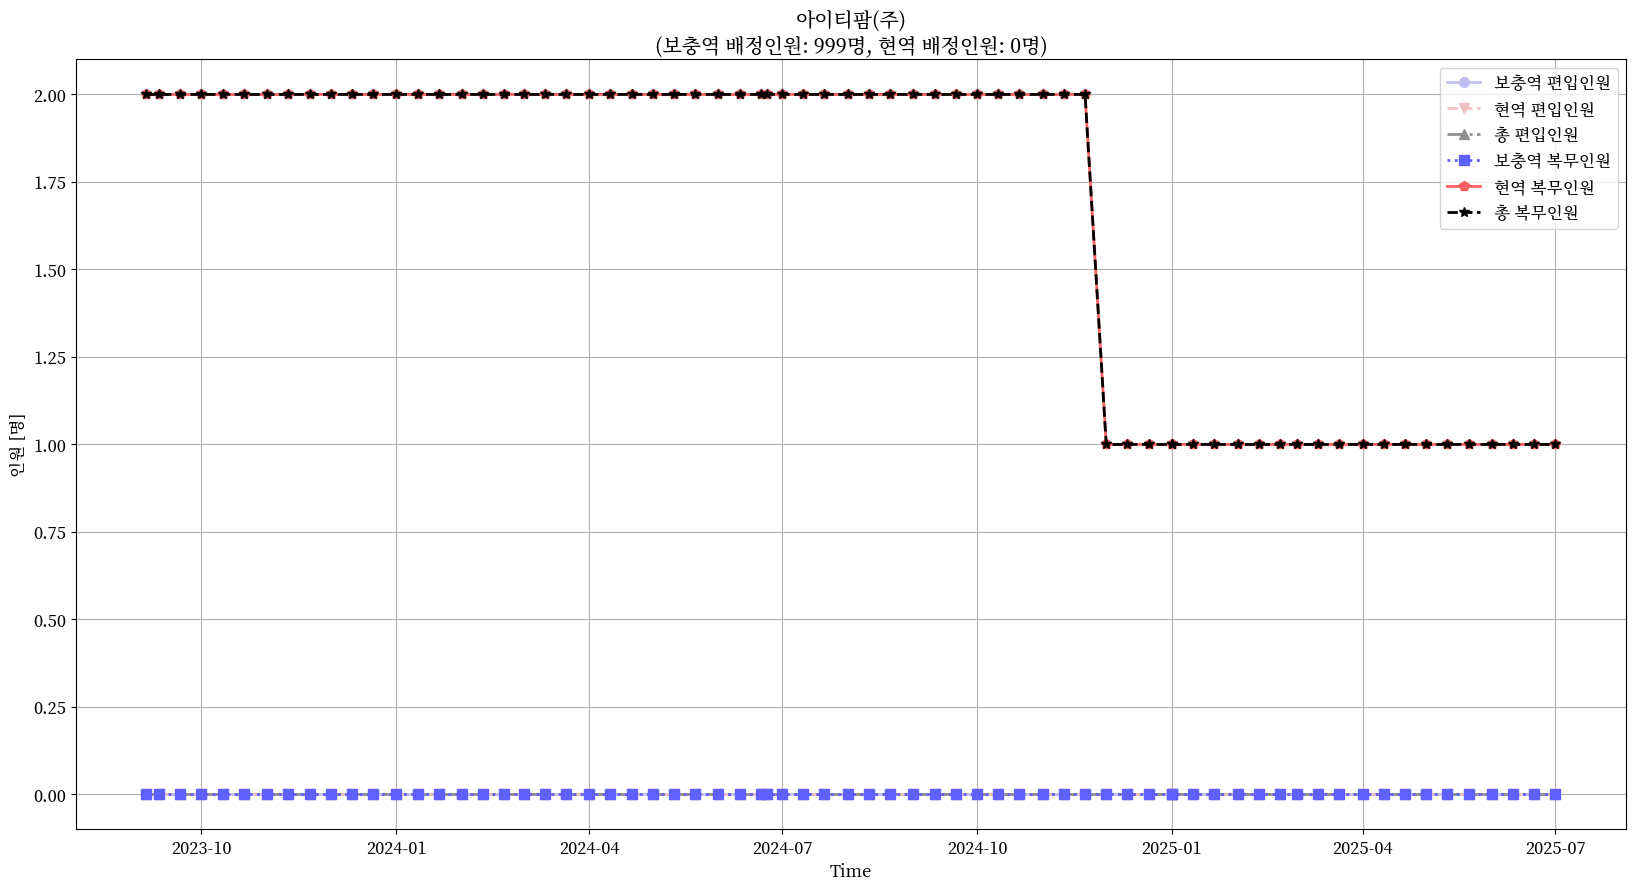 아이티팜(주)
(보충역 배정인원: 999명, 현역 배정인원: 0명)
보충역 편입인원
현역 편입인원
총 편입인원
보충역 복무인원
현역 복무인원
총 복무인원
인원 [명]
2.00
1.75
1.50
1.25
1.00
0.75
0.50
0.25
0.00
2023-10
2024-01
2024-04
2024-07
2024-10
2025-01
2025-04
2025-07
Time